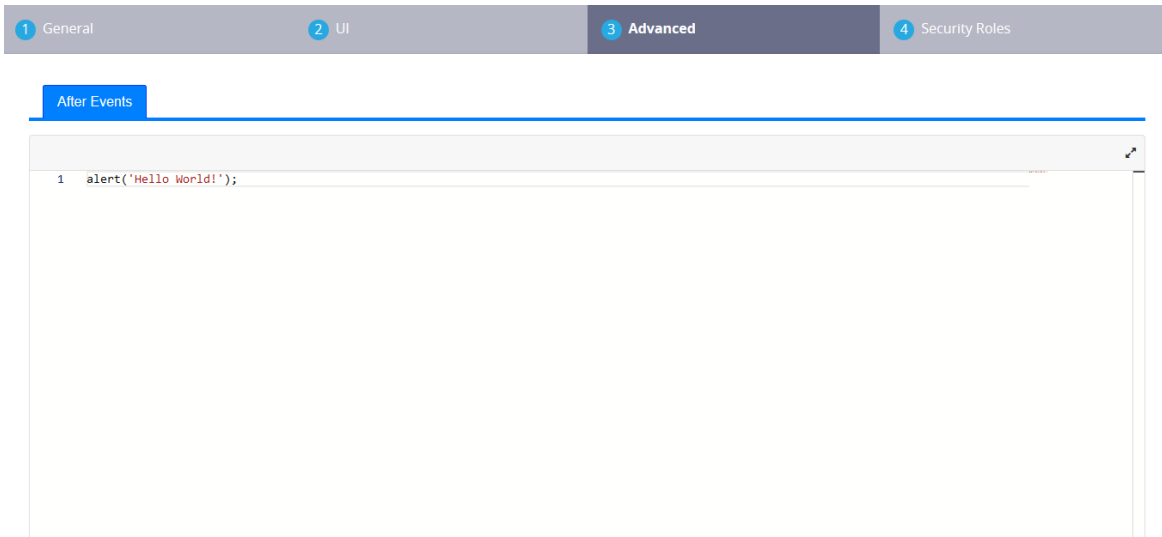 1 General
2 UI
3 Advanced
4 Security Roles
After Events
1 alert('Hello World!');